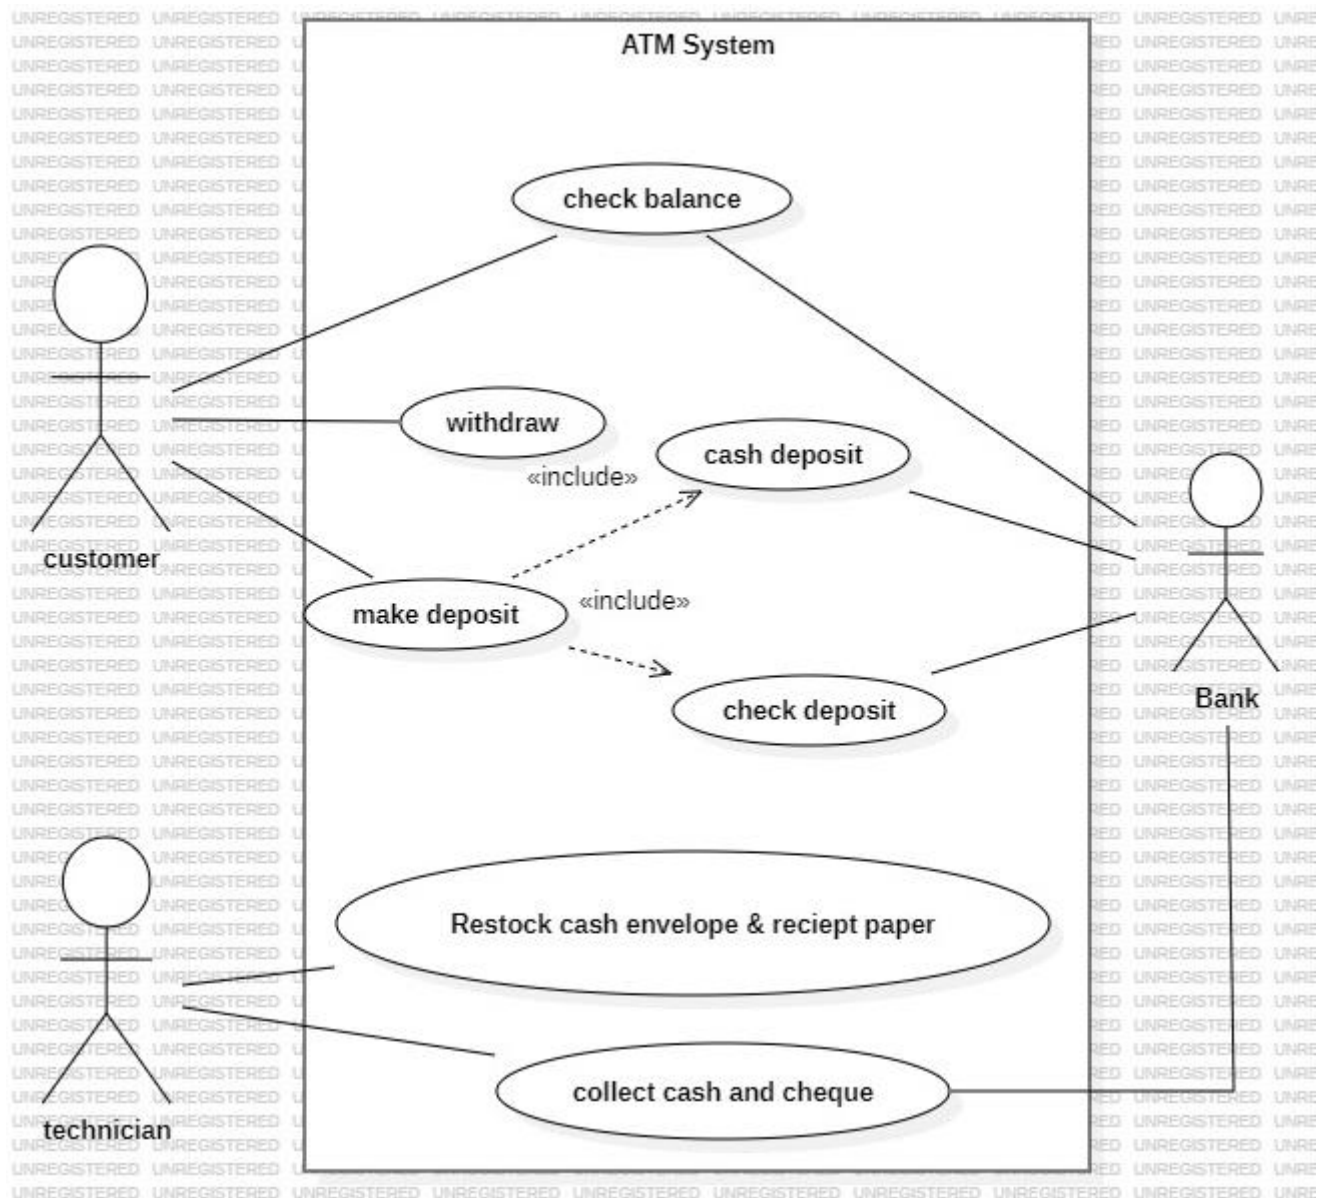 ATM System
check balance
withdraw
cash deposit
«include»
customer
make deposit
«include»
check deposit
Bank
Restock cash envelope & reciept paper
collect cash and cheque
technician
UNREGISTERED